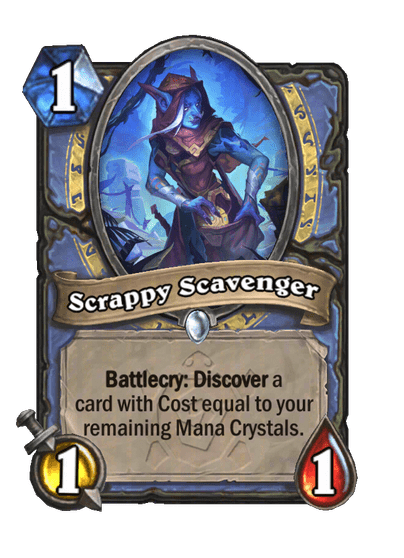 1
Scrappy Scavenger
Battlecry: Discover a
card with Cost equal to your
remaining Mana Crystals.
1
1